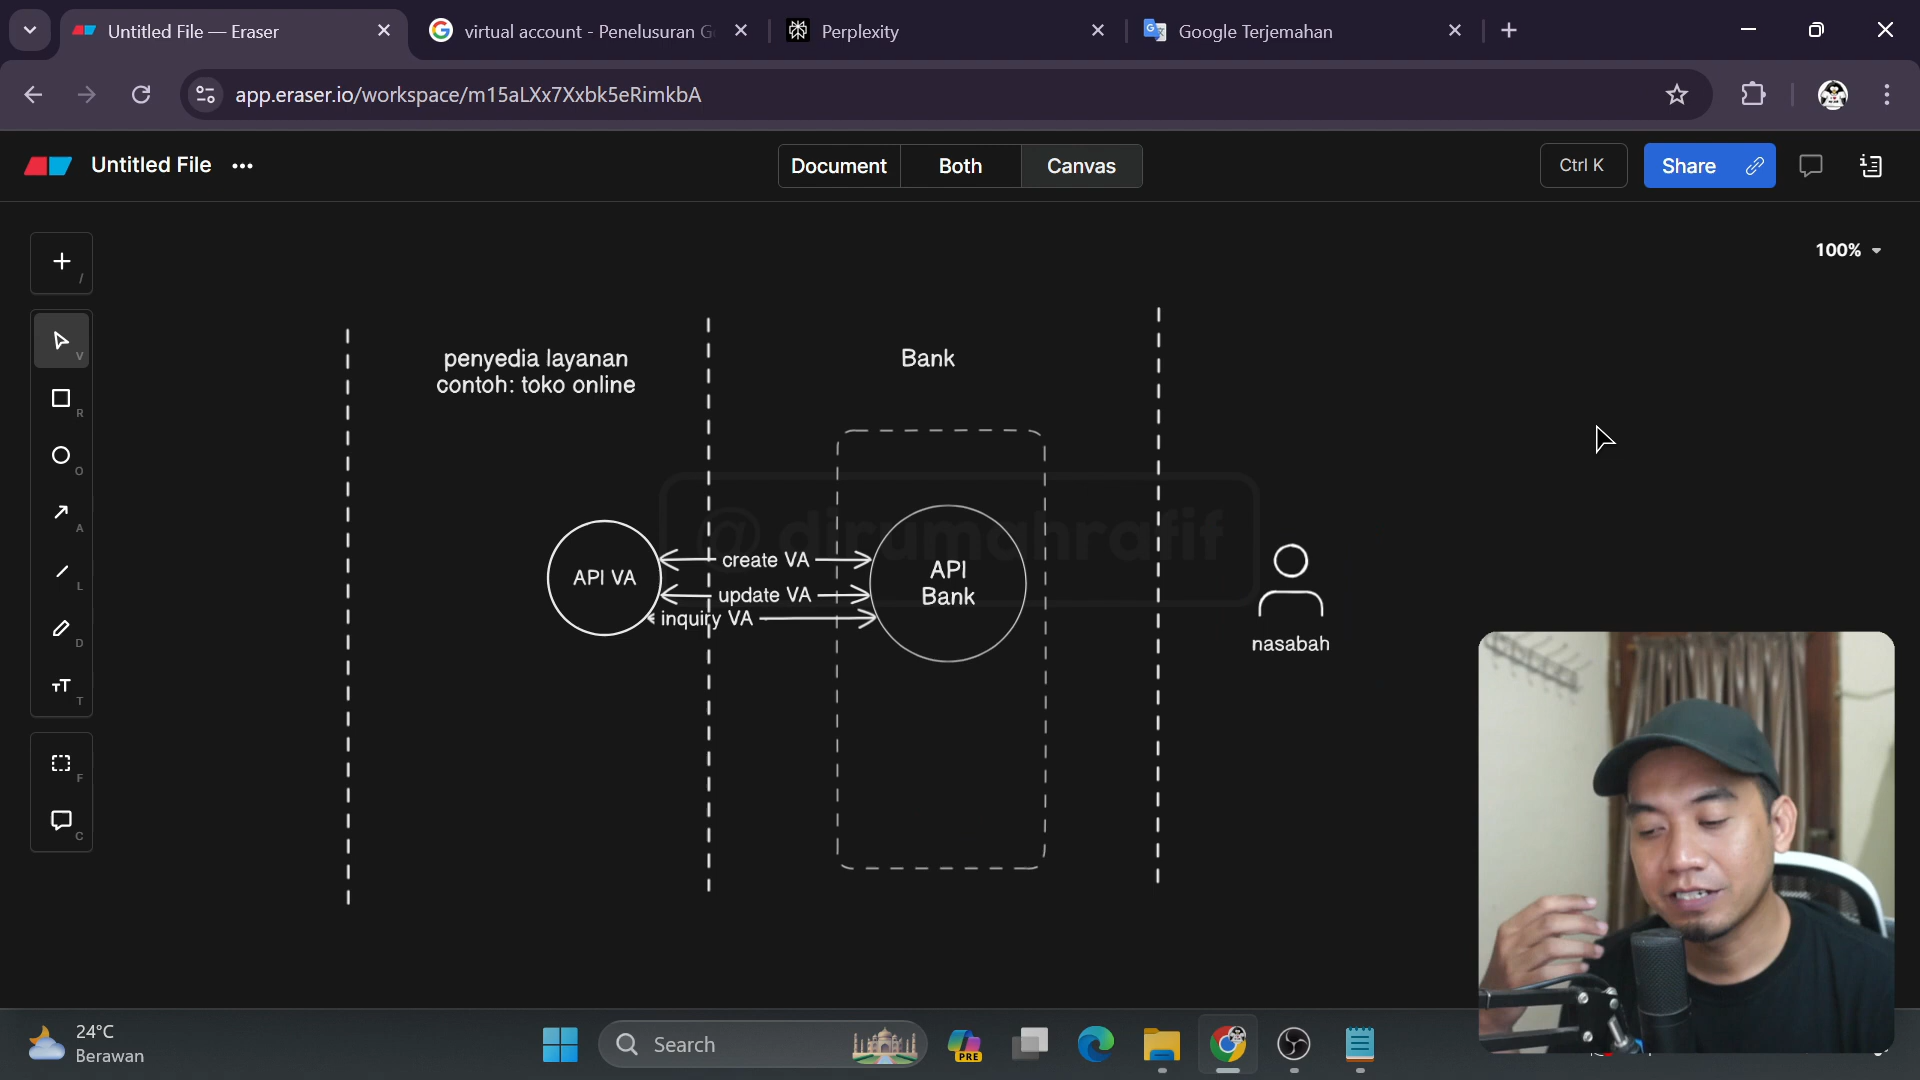 Untitled File — Eraser
virtual account - Penelusuran G
Perplexity
Google Terjemahan
app.eraser.io/workspace/m15aLXx7Xxbk5eRimkbA
Untitled File
Document
Both
Canvas
Ctrl K
Share
100%
/
V
R
O
A
L
D
T
F
C
penyedia layanan
contoh: toko online
Bank
@dirumahrafif
API VA
create VA
update VA
inquiry VA
API
Bank
nasabah
24°C
Berawan
Search
PRE